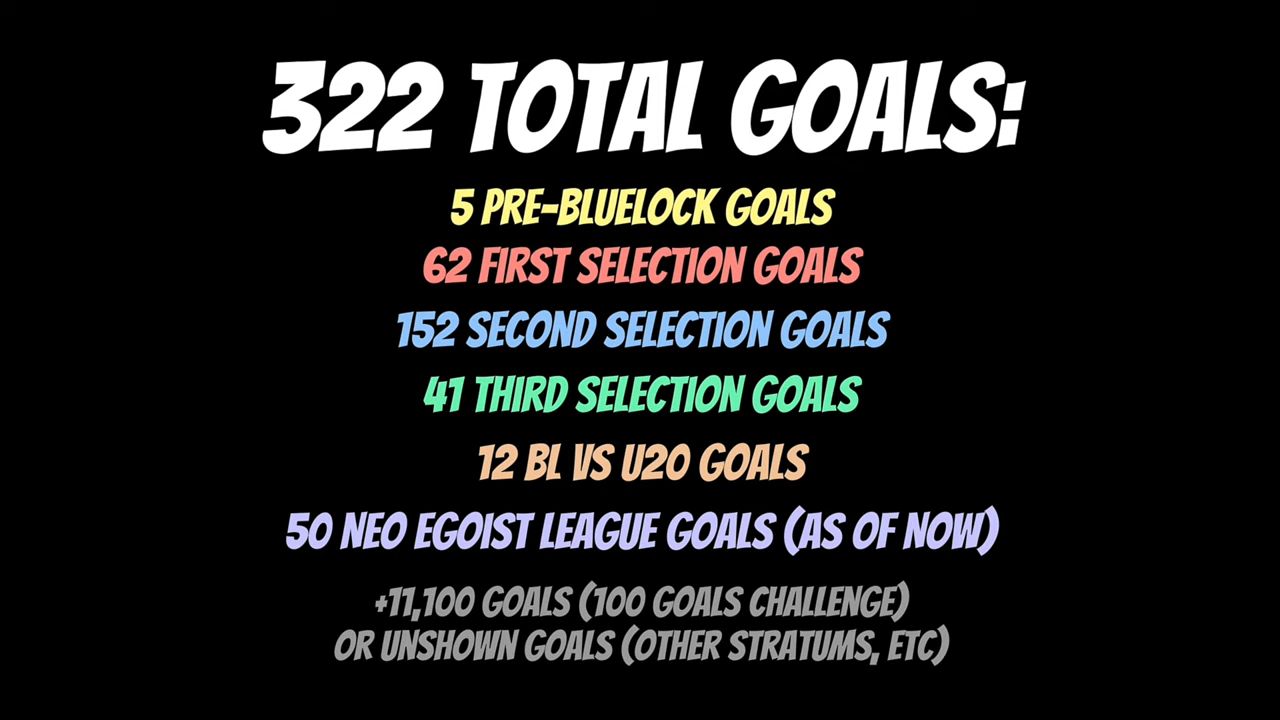 322 TOTAL GOALS:
5 PRE-BLUELOCK GOALS
62 FIRST SELECTION GOALS
152 SECOND SELECTION GOALS
41 THIRD SELECTION GOALS
12 BL VS U20 GOALS
50 NEO EGOIST LEAGUE GOALS (AS OF NOW)
+11,100 GOALS (100 GOALS CHALLENGE)
OR UNSHOWN GOALS (OTHER STRATUMS, ETC)